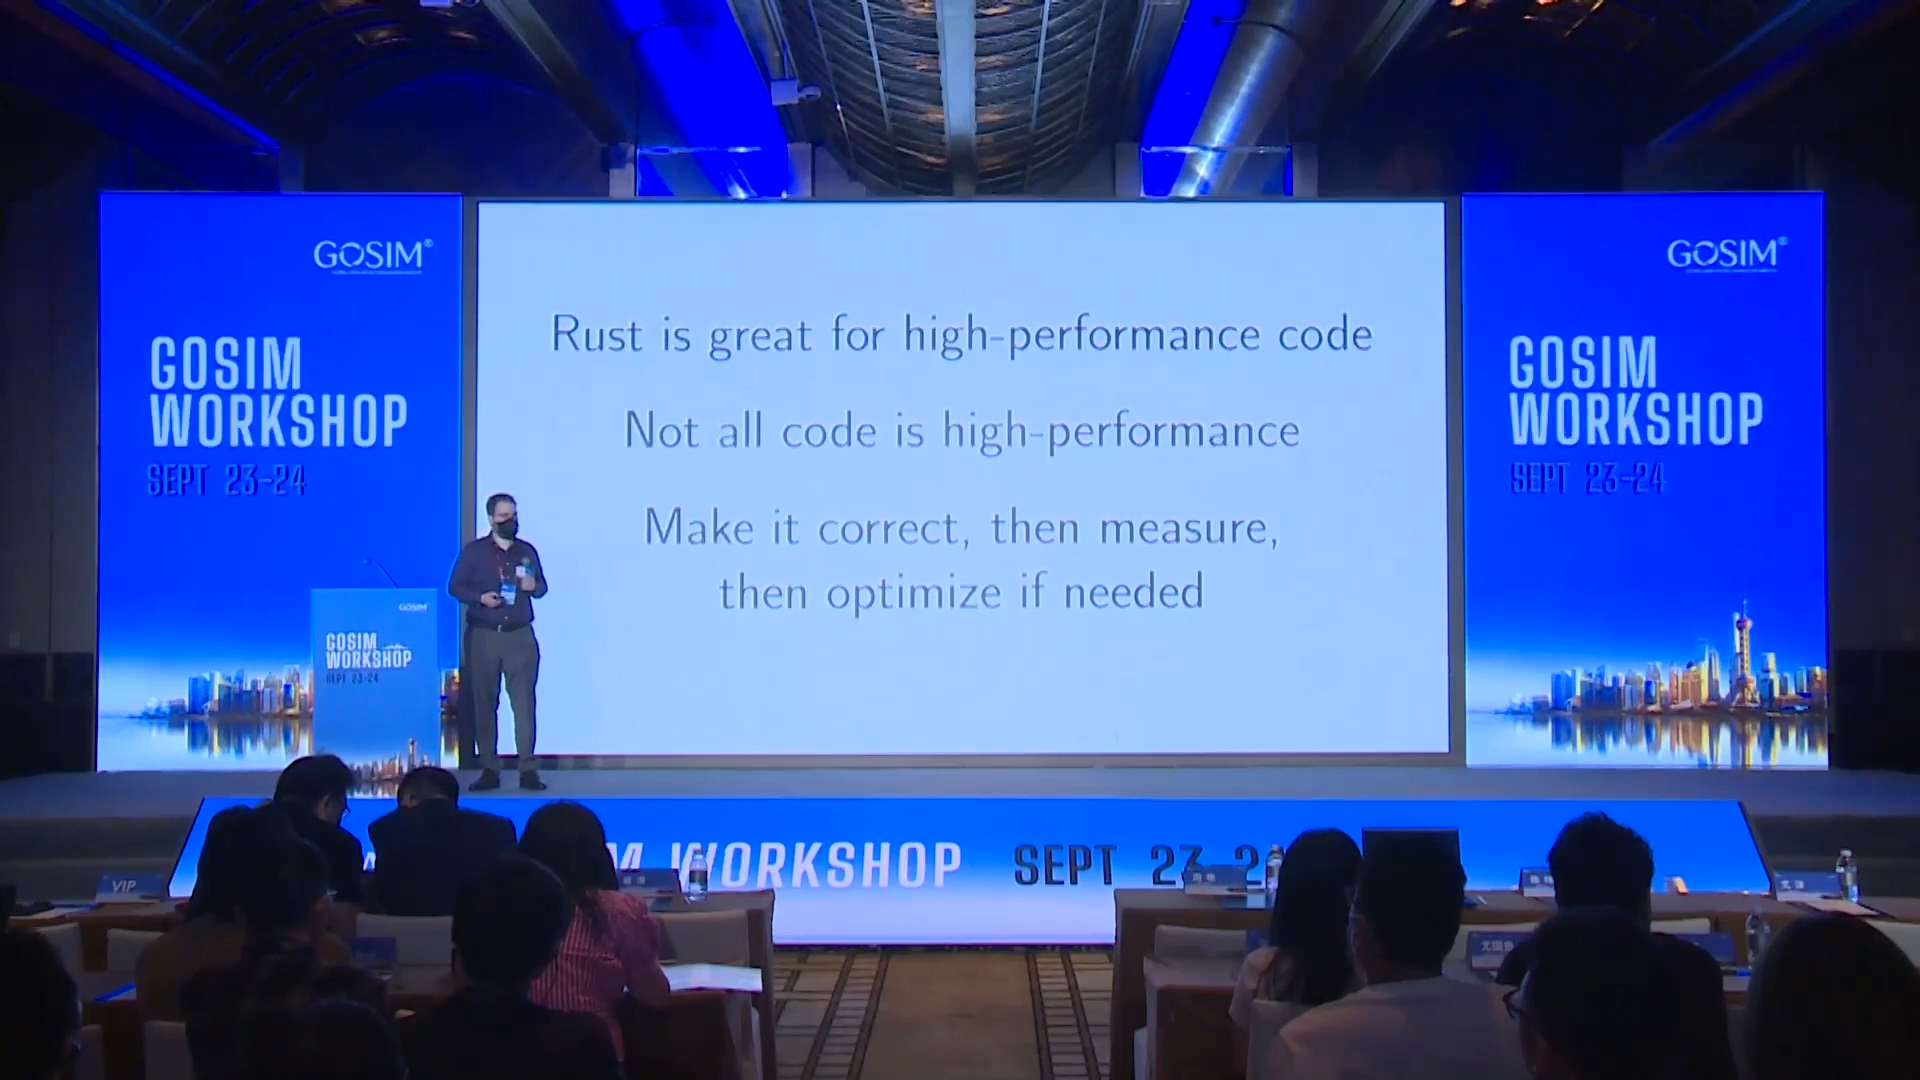 GOSIM®
GOSIM
WORKSHOP
SEPT 23-24
Rust is great for high-performance code
Not all code is high-performance
Make it correct, then measure,
then optimize if needed
GOSIM®
GOSIM
WORKSHOP
SEPT 23-24
GOSIM
GOSIM
WORKSHOP
SEPT 23-24
WORKSHOP SEPT 23-2
VIP